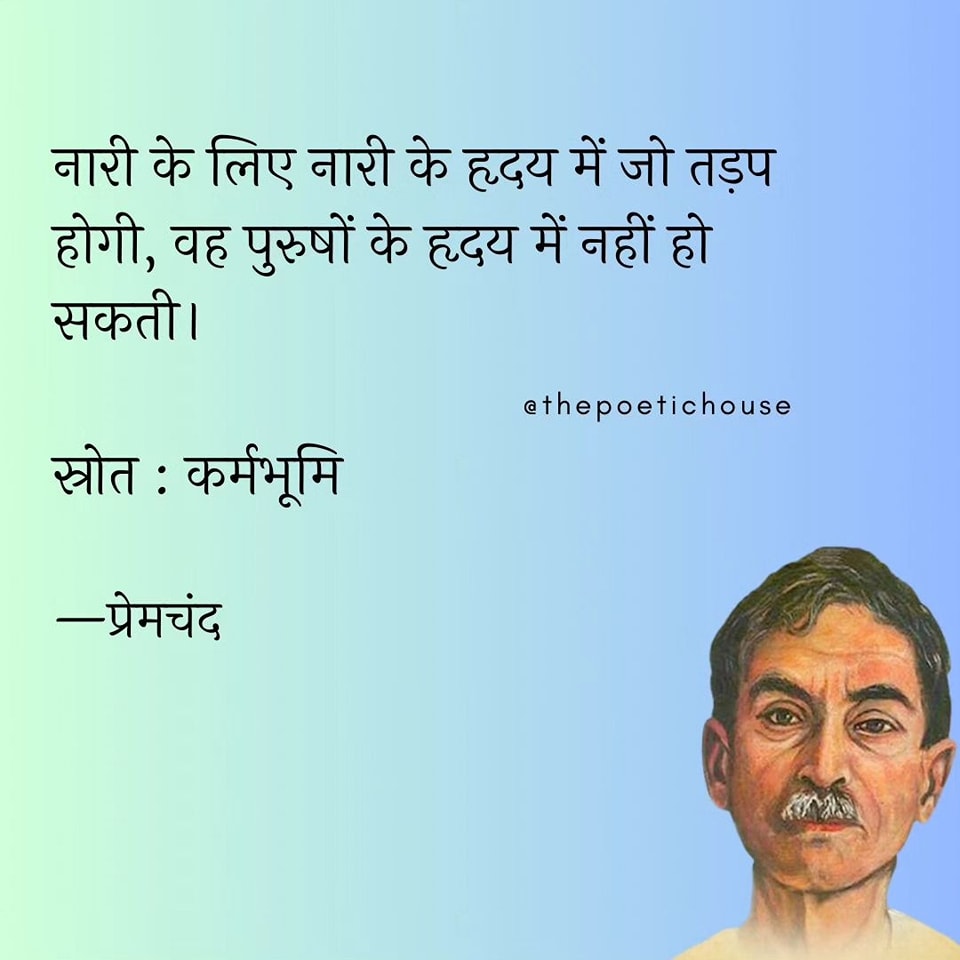 नारी के लिए नारी के हृदय में जो तड़प
होगी, वह पुरुषों के हृदय में नहीं हो
सकती।
@thepoetichouse
स्रोत : कर्मभूमि
—प्रेमचंद